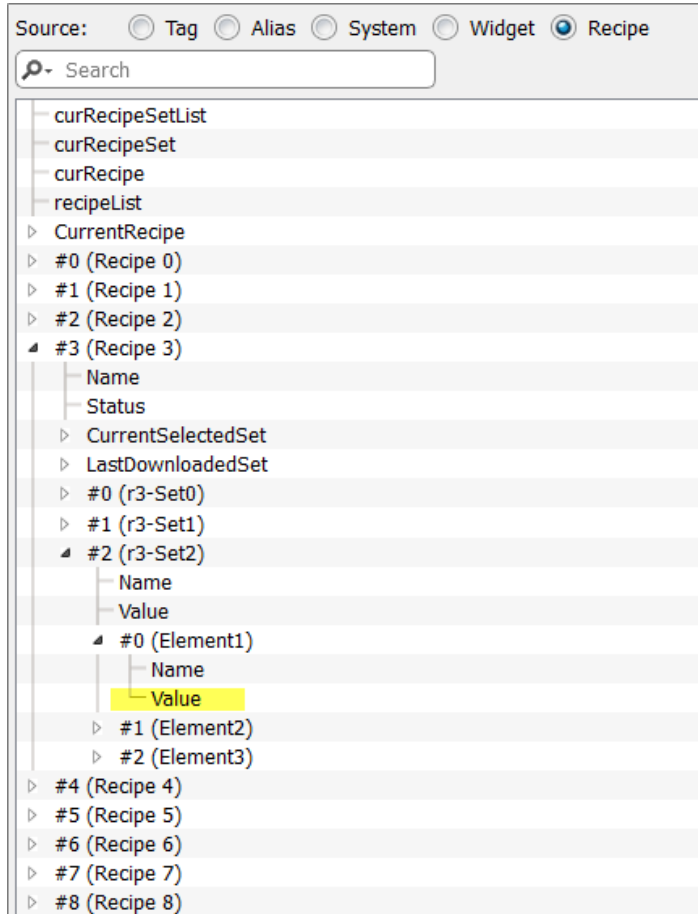 Source: Tag Alias System Widget Recipe
Search
curRecipeSetList
curRecipeSet
curRecipe
recipeList
CurrentRecipe
#0 (Recipe 0)
#1 (Recipe 1)
#2 (Recipe 2)
#3 (Recipe 3)
Name
Status
CurrentSelectedSet
LastDownloadedSet
#0 (r3-Set0)
#1 (r3-Set1)
#2 (r3-Set2)
Name
Value
#0 (Element1)
Name
Value
#1 (Element2)
#2 (Element3)
#4 (Recipe 4)
#5 (Recipe 5)
#6 (Recipe 6)
#7 (Recipe 7)
#8 (Recipe 8)